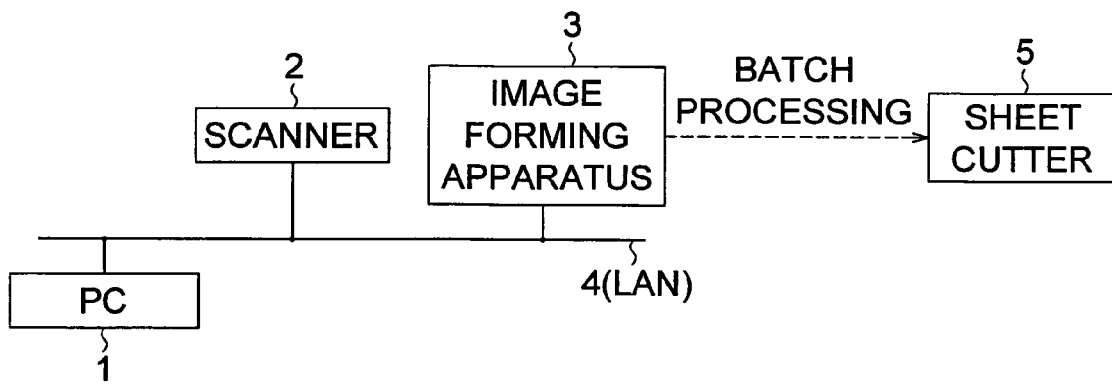 3
2
IMAGE
FORMING
APPARATUS
BATCH
PROCESSING
5
SHEET
CUTTER
SCANNER
4(LAN)
PC
1